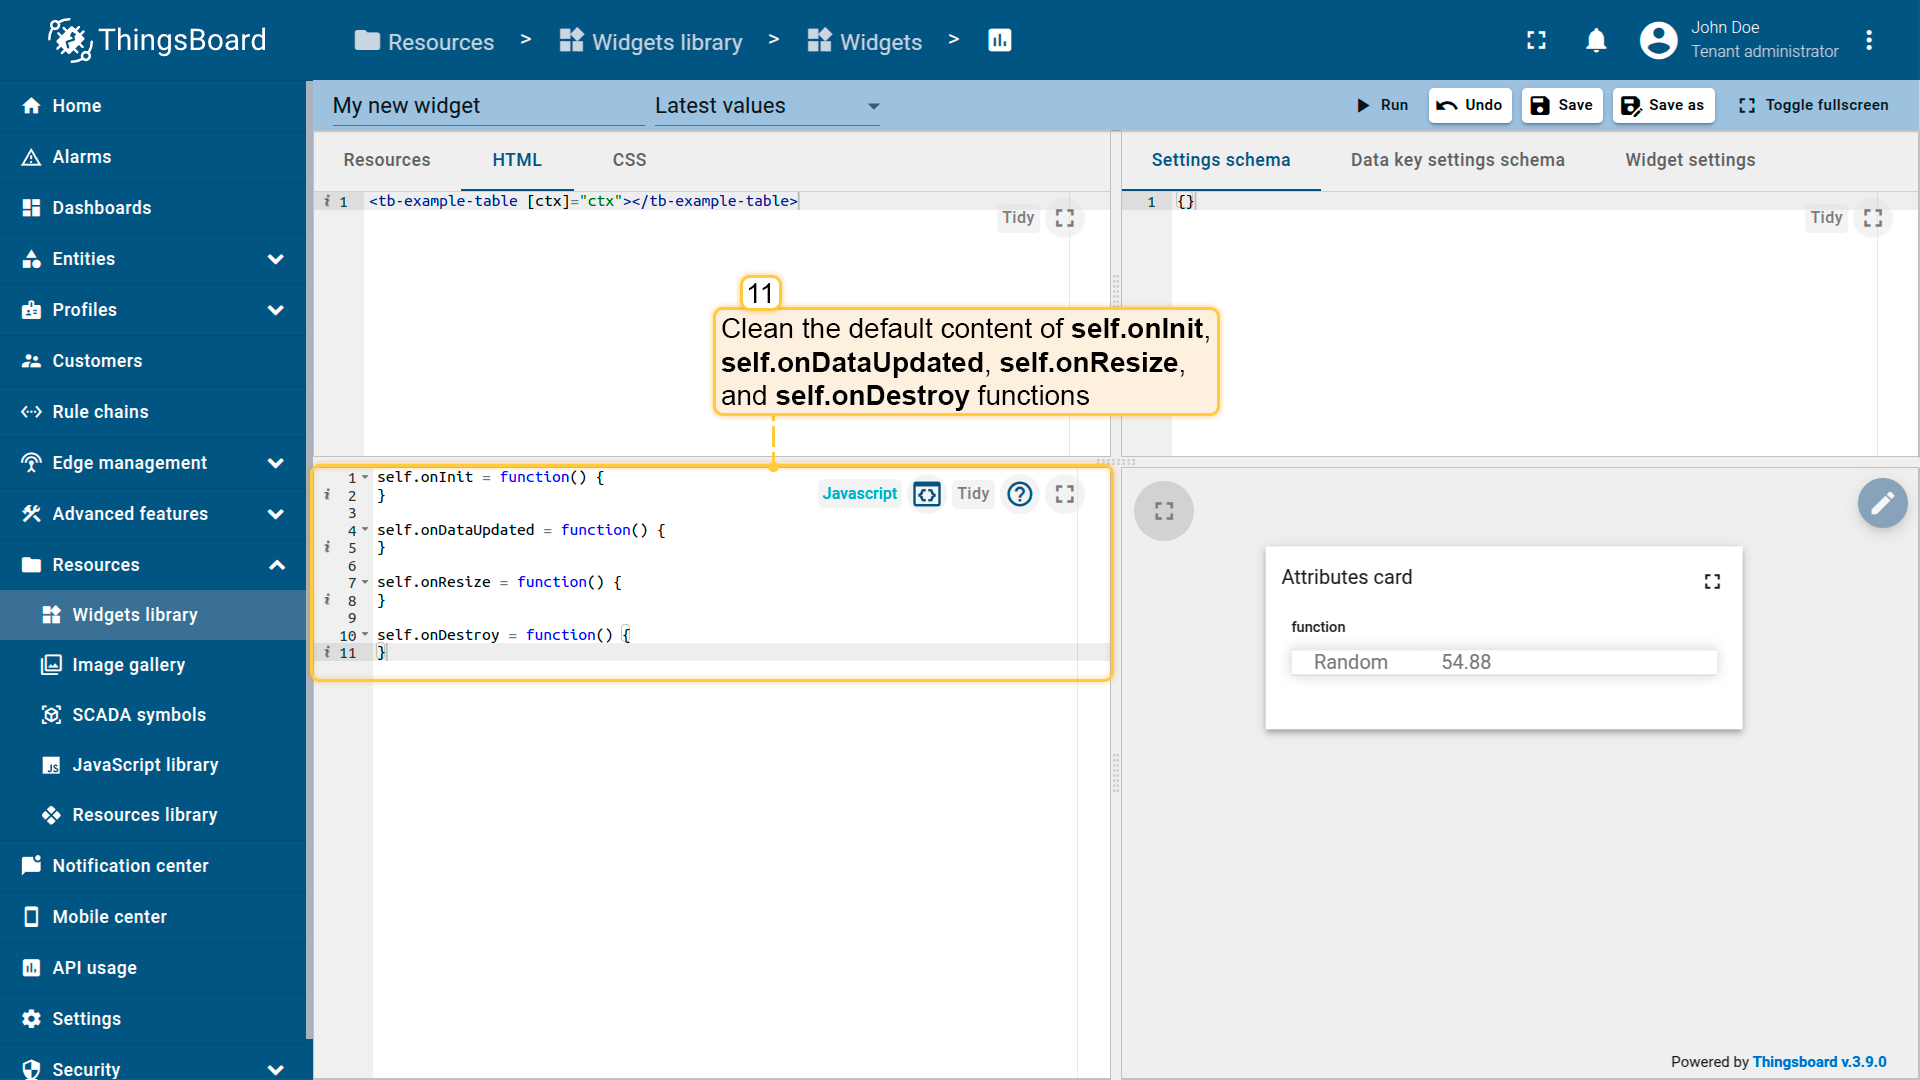 ThingsBoard
Resources > Widgets library > Widgets >
John Doe
Tenant administrator
Home
Alarms
Dashboards
Entities
Profiles
Customers
Rule chains
Edge management
Advanced features
Resources
Widgets library
Image gallery
SCADA symbols
JS JavaScript library
Resources library
Notification center
Mobile center
API usage
Settings
Security
My new widget
Latest values
Run
Undo
Save
Save as
Toggle fullscreen
Resources
HTML
CSS
i 1 <tb-example-table [ctx]="ctx"></tb-example-table>
Tidy
Settings schema
Data key settings schema
Widget settings
1 {}
Tidy
11
Clean the default content of self.onInit,
self.onDataUpdated, self.onResize,
and self.onDestroy functions
Javascript
Tidy
1 self.onInit = function() {
i 2 }
3
4 self.onDataUpdated = function() {
i 5 }
6
7 self.onResize = function() {
i 8 }
9
10 self.onDestroy = function() {
i 11 }
Attributes card
function
Random 54.88
Powered by Thingsboard v.3.9.0